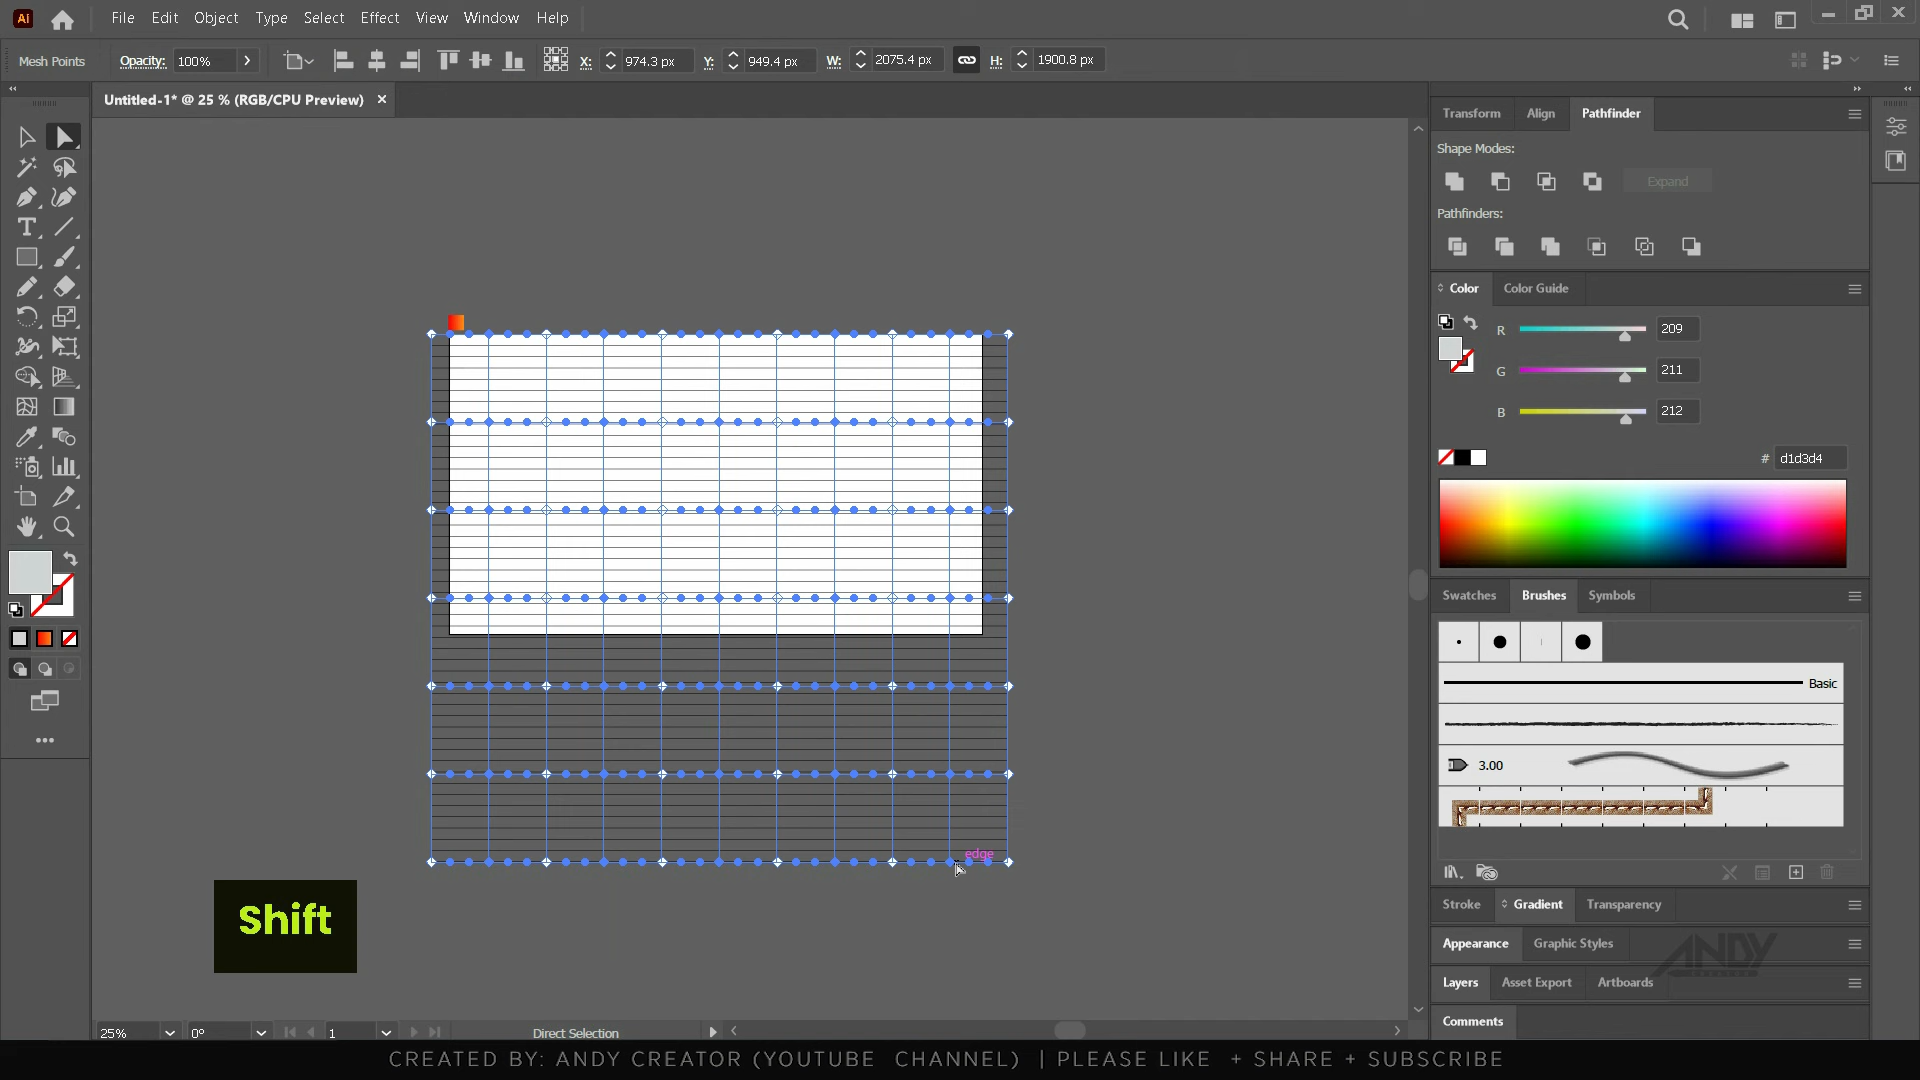 Ai File Edit Object Type Select Effect View Window Help
Mesh Points Opacity: 100% X: 974.3 px Y: 949.4 px W: 2075.4 px H: 1900.8 px
Untitled-1* @ 25 % (RGB/CPU Preview)
Transform Align Pathfinder
Shape Modes:
Expand
Pathfinders:
Color Color Guide
R 209
G 211
B 212
# d1d3d4
Swatches Brushes Symbols
Basic
3.00
edge
Shift
Stroke Gradient Transparency
Appearance Graphic Styles
ANDY
Layers Asset Export Artboards
Comments
25% 0° 1 Direct Selection
CREATED BY: ANDY CREATOR (YOUTUBE CHANNEL) | PLEASE LIKE + SHARE + SUBSCRIBE